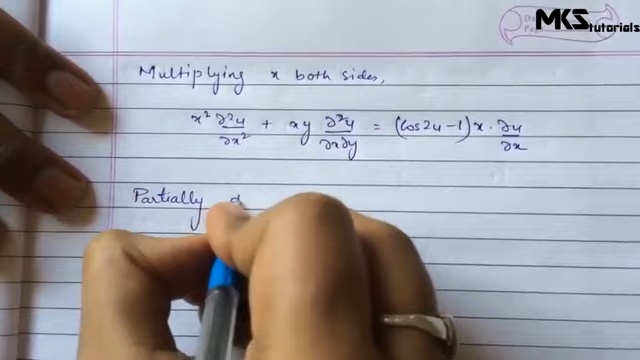 MKS tutorials
Multiplying x both sides,
x² ∂²u/∂x² + xy ∂²u/∂x∂y = (cos2u-1)x · ∂u/∂x
Partially d